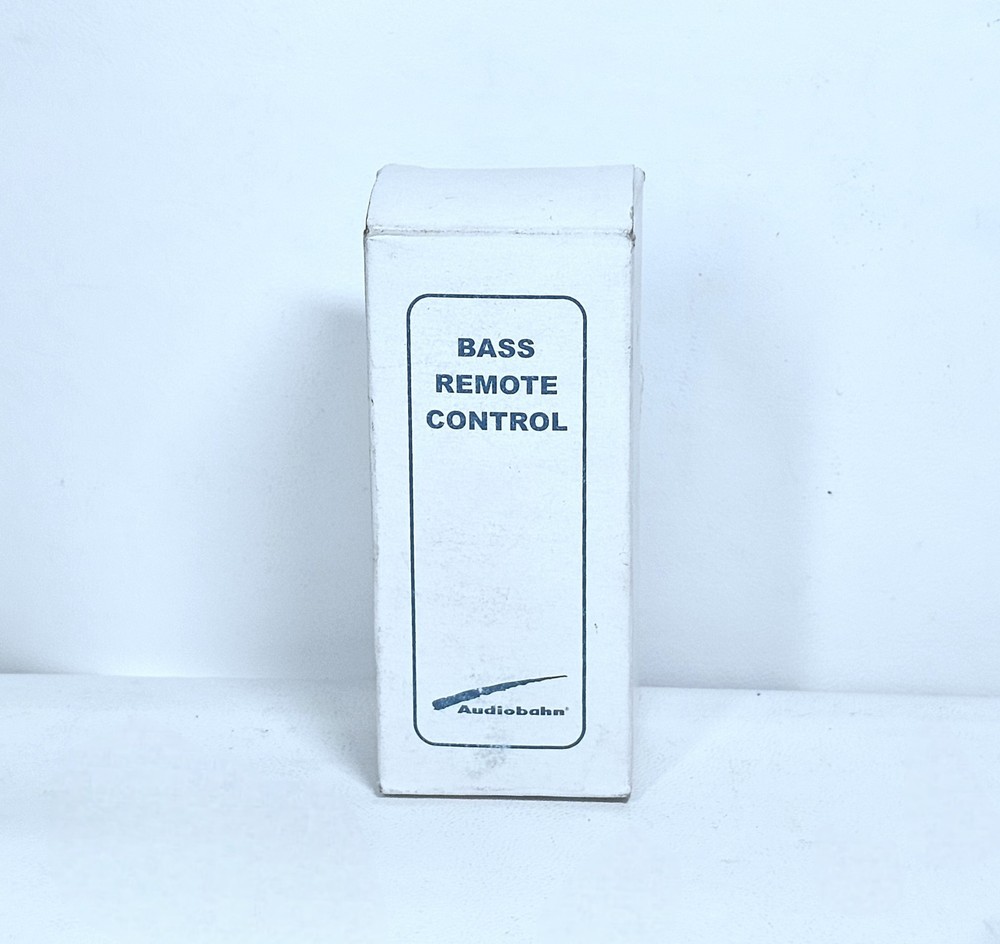 BASS
REMOTE
CONTROL
Audiobahn®